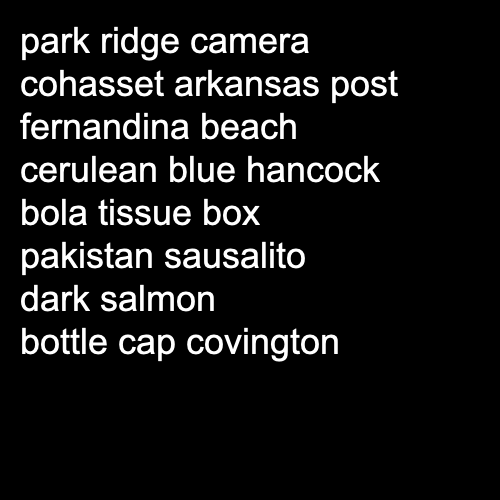 park ridge camera
cohasset arkansas post
fernandina beach
cerulean blue hancock
bola tissue box
pakistan sausalito
dark salmon
bottle cap covington